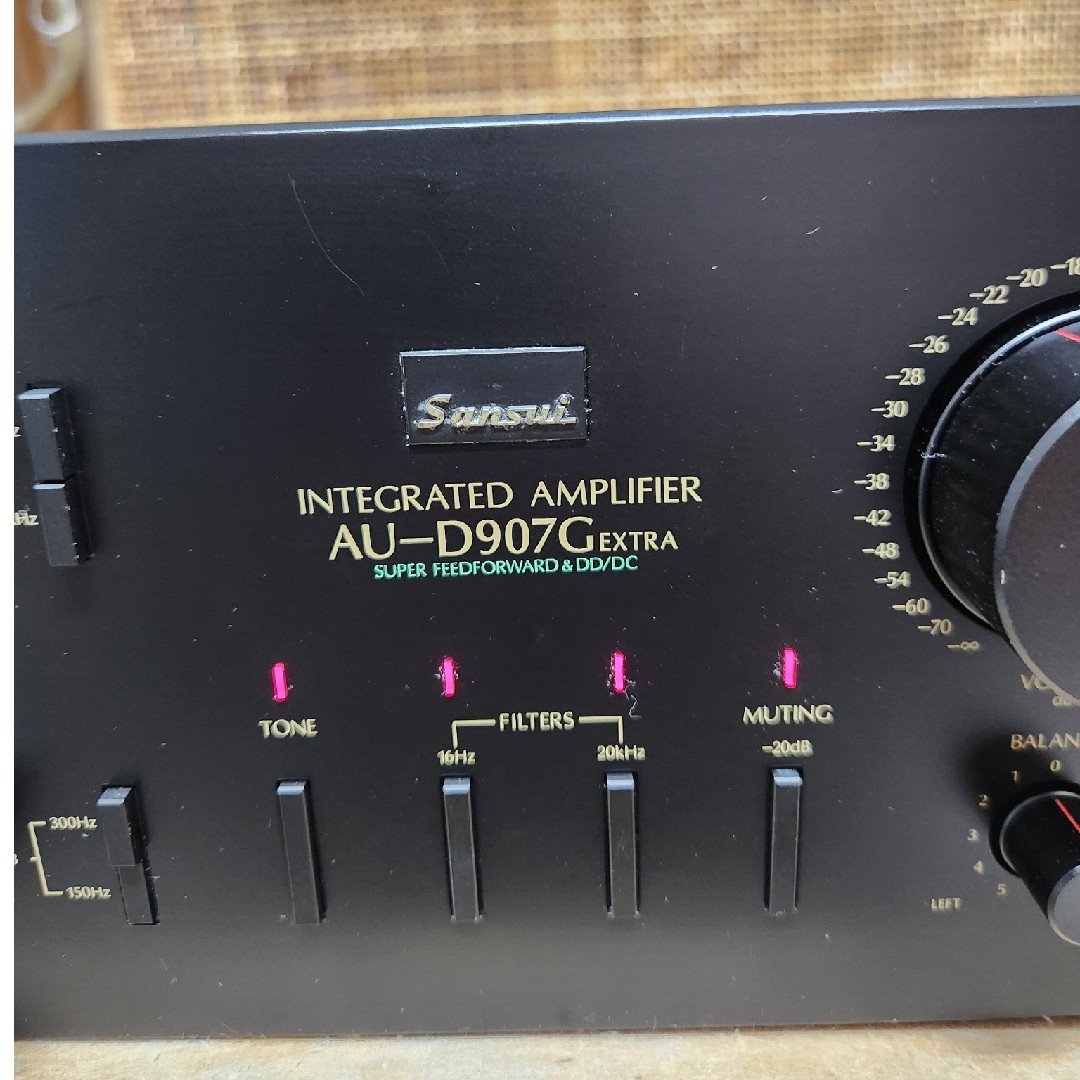 Sansui
INTEGRATED AMPLIFIER
AU-D907G EXTRA
SUPER FEEDFORWARD & DD/DC
TONE
FILTERS
16Hz
20kHz
MUTING
-20dB
300Hz
150Hz
-18
-20
-22
-24
-26
-28
-30
-34
-38
-42
-48
-54
-60
-70
-∞
0
1
2
3
4
5
LEFT